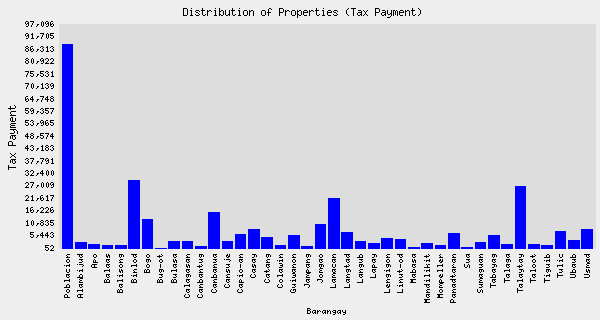 Distribution of Properties (Tax Payment)
Tax Payment
97,096
91,705
86,313
80,922
75,531
70,139
64,748
59,357
53,965
48,574
43,183
37,791
32,400
27,009
21,617
16,226
10,835
5,443
52
Poblacion
Alambijud
Apo
Balaas
Balisong
Binlod
Bogo
Bug-ot
Bulasa
Calagasan
Canbantug
Canbanua
Cansuje
Capio-an
Casay
Catang
Colawin
Guiwanon
Jampang
Jomgao
Lamacan
Langtad
Langub
Lapay
Lengigon
Linut-od
Mabasa
Mandilikit
Mompeller
Panadtaran
Sua
Sumaguan
Tabayag
Talaga
Talaytay
Taloot
Tiguib
Tulic
Ubaub
Usmad
Barangay